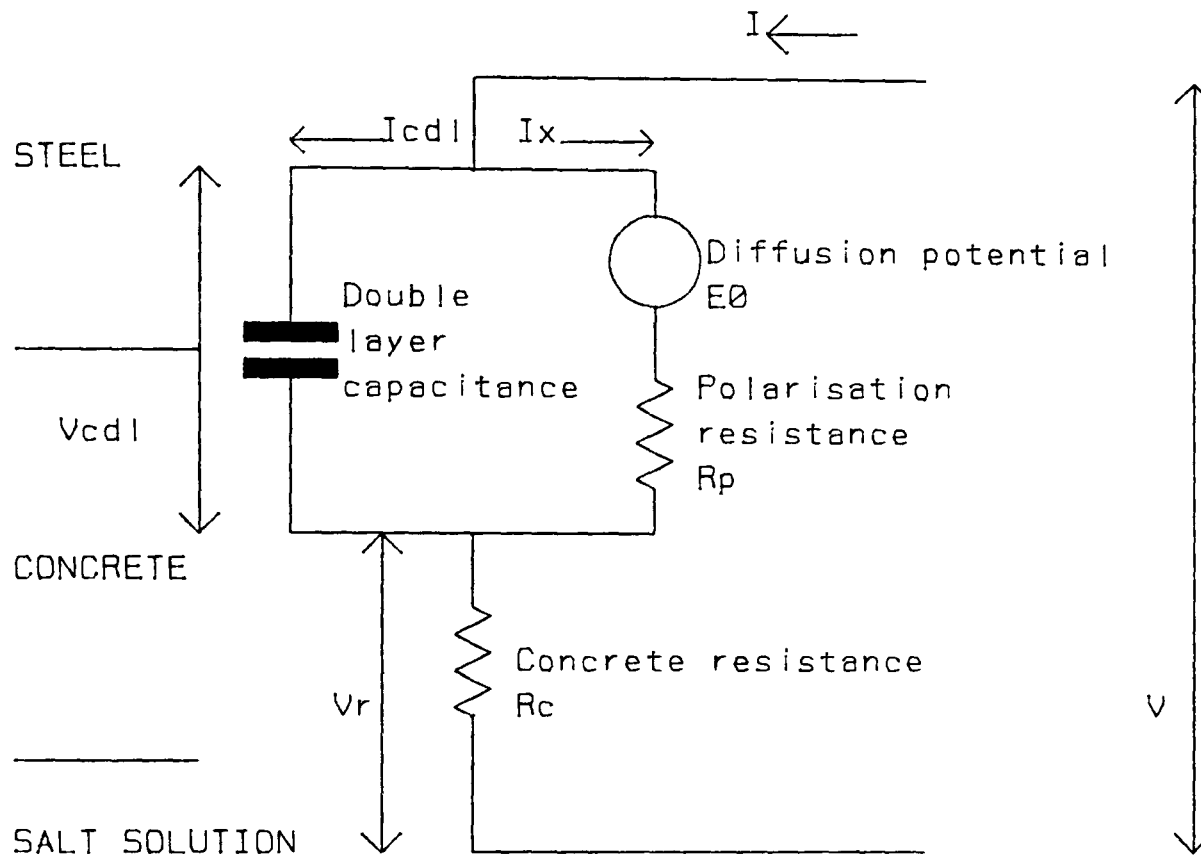 I
Icdl
Ix
STEEL
Diffusion potential
E0
Double
layer
capacitance
Polarisation
resistance
Rp
Vcdl
CONCRETE
Concrete resistance
Rc
Vr
V
SALT SOLUTION